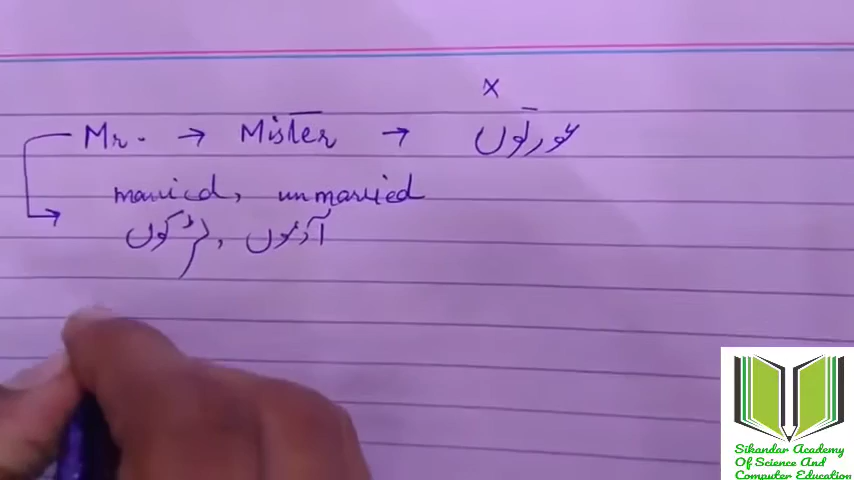 x
Mr. → Mister → عورتوں
married, unmarried
آدمیوں, لڑکوں
Sikandar Academy
Of Science And
Computer Education